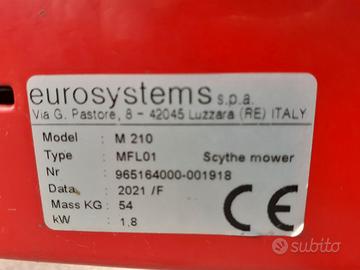 eurosystems s.p.a.
Via G. Pastore, 8 - 42045 Luzzara (RE) ITALY
Model : M 210
Type : MFL01 Scythe mower
Nr : 965164000-001918
Data : 2021 /F
Mass KG : 54
kW : 1,8
CE
subito